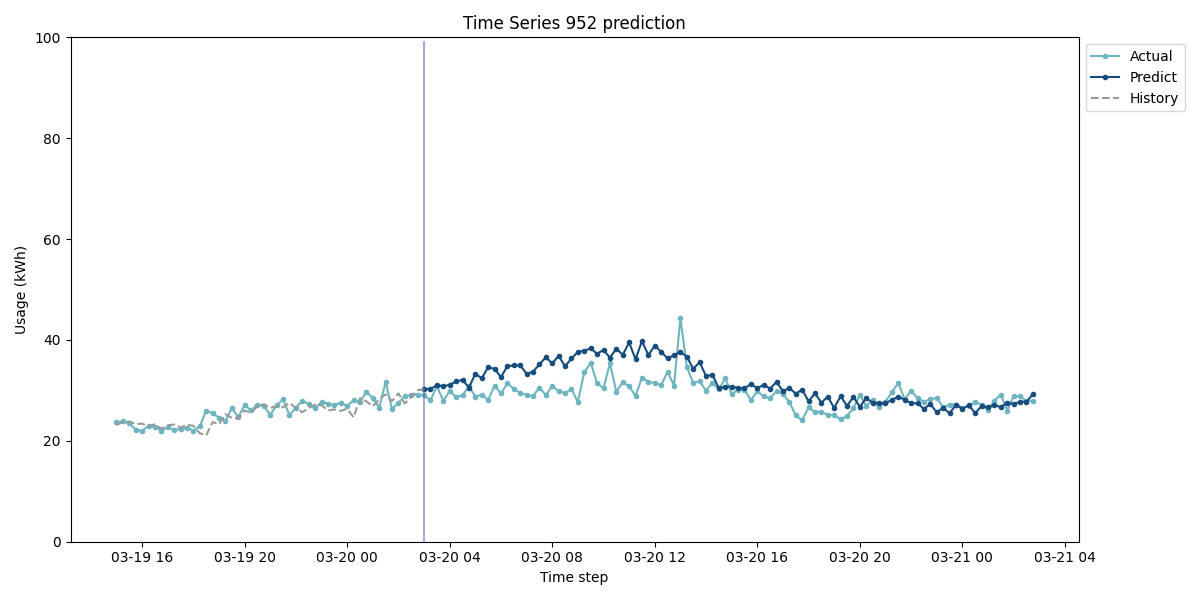 Time Series 952 prediction
100
80
60
40
20
0
Usage (kWh)
03-19 16
03-19 20
03-20 00
03-20 04
03-20 08
03-20 12
03-20 16
03-20 20
03-21 00
03-21 04
Time step
Actual
Predict
History